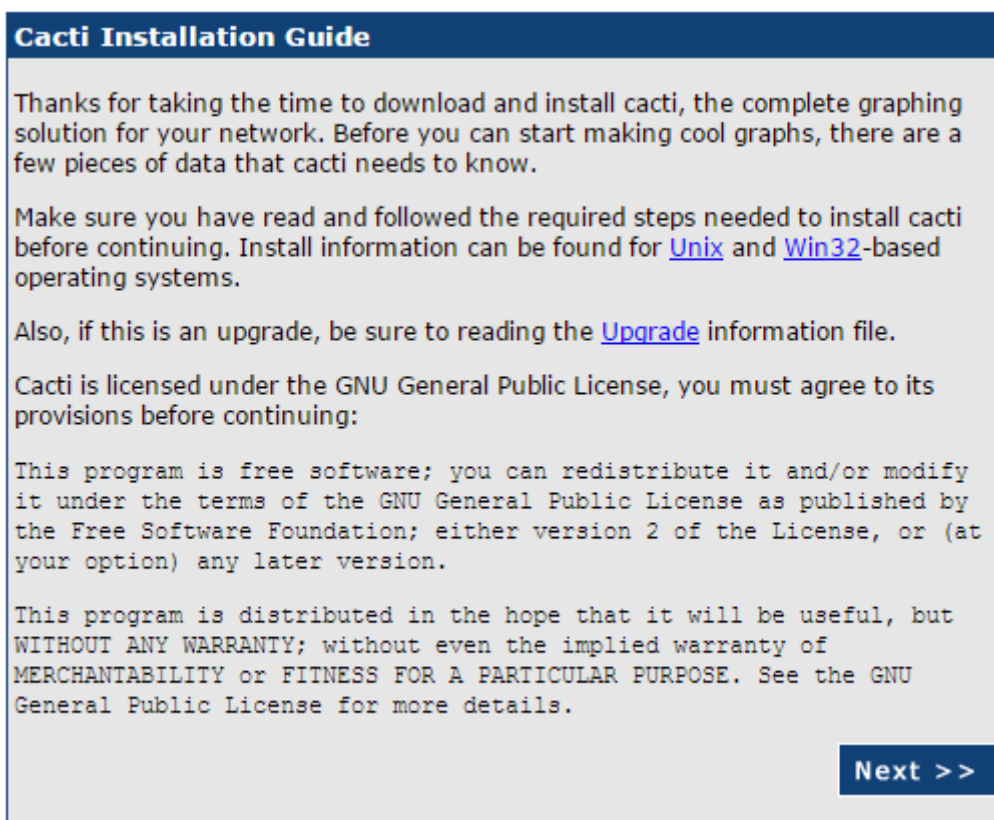 Cacti Installation Guide
Thanks for taking the time to download and install cacti, the complete graphing
solution for your network. Before you can start making cool graphs, there are a
few pieces of data that cacti needs to know.
Make sure you have read and followed the required steps needed to install cacti
before continuing. Install information can be found for Unix and Win32-based
operating systems.
Also, if this is an upgrade, be sure to reading the Upgrade information file.
Cacti is licensed under the GNU General Public License, you must agree to its
provisions before continuing:
This program is free software; you can redistribute it and/or modify
it under the terms of the GNU General Public License as published by
the Free Software Foundation; either version 2 of the License, or (at
your option) any later version.
This program is distributed in the hope that it will be useful, but
WITHOUT ANY WARRANTY; without even the implied warranty of
MERCHANTABILITY or FITNESS FOR A PARTICULAR PURPOSE. See the GNU
General Public License for more details.
Next >>